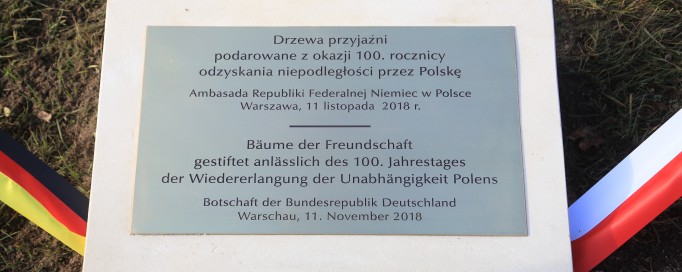 Drzewa przyjaźni
podarowane z okazji 100. rocznicy
odzyskania niepodległości przez Polskę
Ambasada Republiki Federalnej Niemiec w Polsce
Warszawa, 11 listopada 2018 r.
Bäume der Freundschaft
gestiftet anlässlich des 100. Jahrestages
der Wiedererlangung der Unabhängigkeit Polens
Botschaft der Bundesrepublik Deutschland
Warschau, 11. November 2018